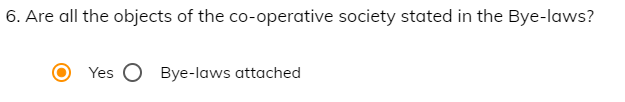 6. Are all the objects of the co-operative society stated in the Bye-laws?
Yes Bye-laws attached